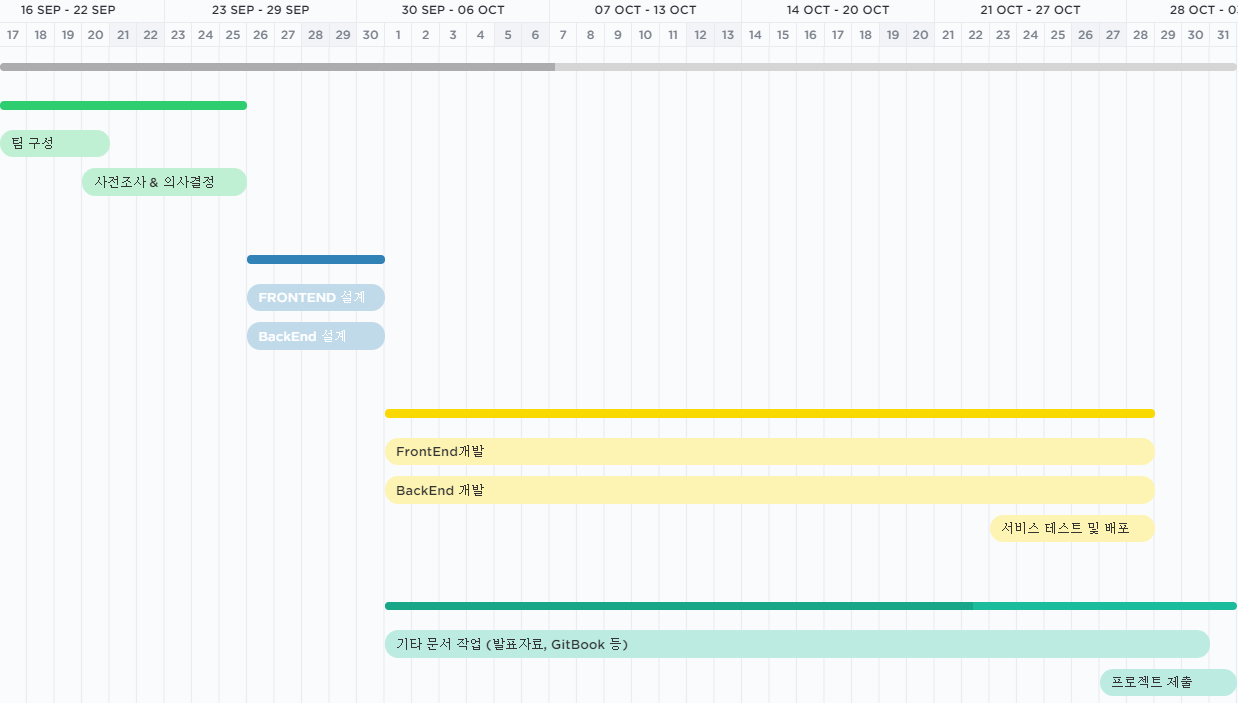 16 SEP - 22 SEP 23 SEP - 29 SEP 30 SEP - 06 OCT 07 OCT - 13 OCT 14 OCT - 20 OCT 21 OCT - 27 OCT 28 OCT - 03
17 18 19 20 21 22 23 24 25 26 27 28 29 30 1 2 3 4 5 6 7 8 9 10 11 12 13 14 15 16 17 18 19 20 21 22 23 24 25 26 27 28 29 30 31
팀 구성
사전조사 & 의사결정
FRONTEND 설계
BackEnd 설계
FrontEnd개발
BackEnd 개발
서비스 테스트 및 배포
기타 문서 작업 (발표자료, GitBook 등)
프로젝트 제출